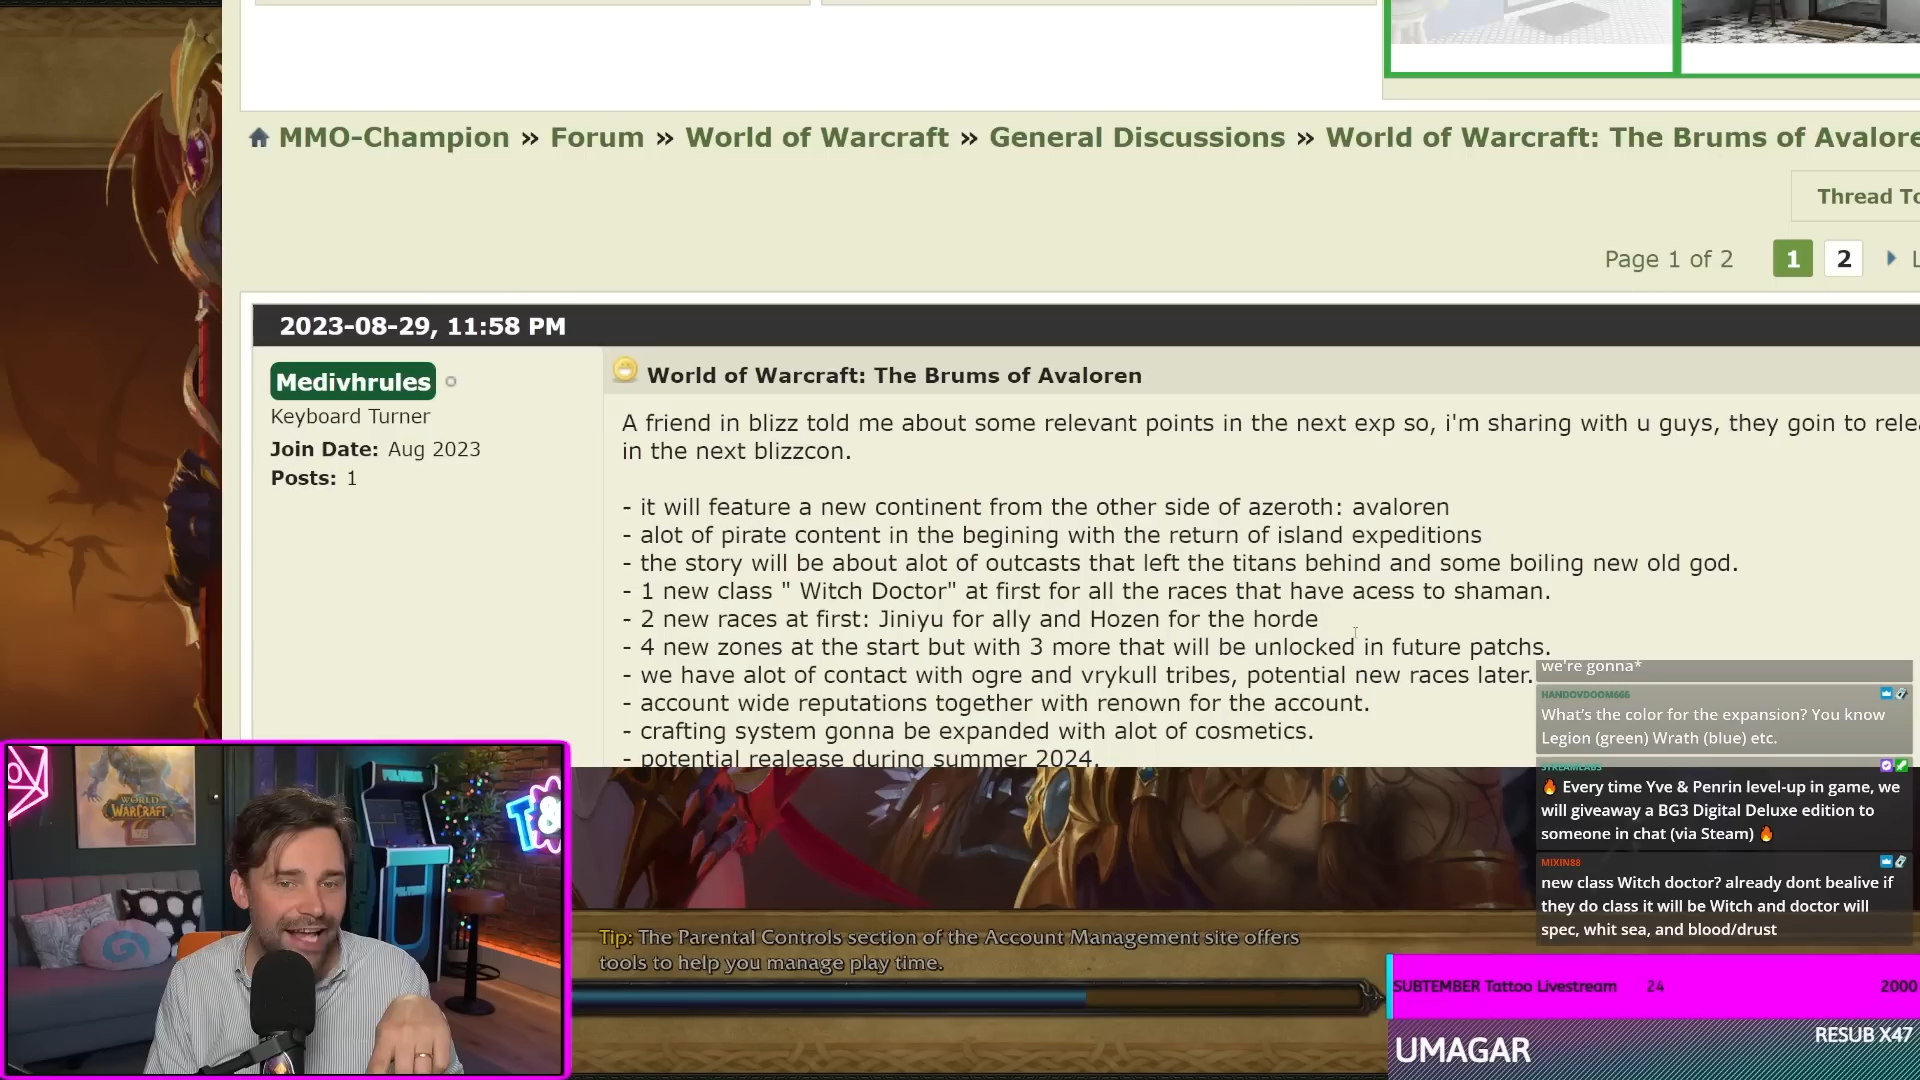 MMO-Champion » Forum » World of Warcraft » General Discussions » World of Warcraft: The Brums of Avalore
Thread To
Page 1 of 2 1 2 L
2023-08-29, 11:58 PM
Medivhrules
Keyboard Turner
Join Date: Aug 2023
Posts: 1
World of Warcraft: The Brums of Avaloren
A friend in blizz told me about some relevant points in the next exp so, i'm sharing with u guys, they goin to relea
in the next blizzcon.
- it will feature a new continent from the other side of azeroth: avaloren
- alot of pirate content in the begining with the return of island expeditions
- the story will be about alot of outcasts that left the titans behind and some boiling new old god.
- 1 new class " Witch Doctor" at first for all the races that have acess to shaman.
- 2 new races at first: Jiniyu for ally and Hozen for the horde
- 4 new zones at the start but with 3 more that will be unlocked in future patchs.
- we have alot of contact with ogre and vrykull tribes, potential new races later.
- account wide reputations together with renown for the account.
- crafting system gonna be expanded with alot of cosmetics.
- potential realease during summer 2024.
we're gonna*
HANDOVDOOM666
What's the color for the expansion? You know
Legion (green) Wrath (blue) etc.
STREAMLABS
Every time Yve & Penrin level-up in game, we
will giveaway a BG3 Digital Deluxe edition to
someone in chat (via Steam)
MIXIN88
new class Witch doctor? already dont bealive if
they do class it will be Witch and doctor will
spec, whit sea, and blood/drust
Tip: The Parental Controls section of the Account Management site offers
tools to help you manage play time.
SUBTEMBER Tattoo Livestream 24 2000
UMAGAR RESUB X47
WORLD
WARCRAFT
T&